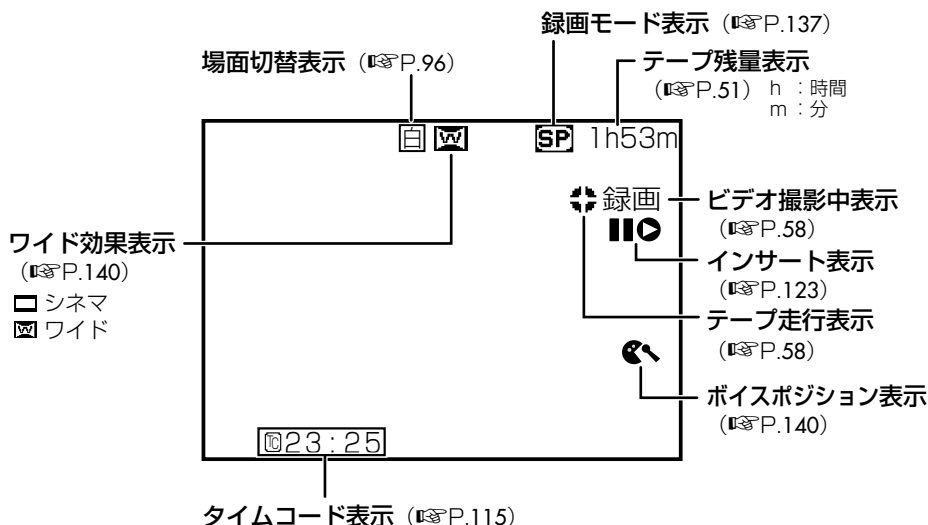 録画モード表示（☞P.137）
場面切替表示（☞P.96）
テープ残量表示
（☞P.51） h ：時間
m ：分
白 W SP 1h53m
録画
ビデオ撮影中表示
（☞P.58）
インサート表示
（☞P.123）
テープ走行表示
（☞P.58）
ボイスポジション表示
（☞P.140）
ワイド効果表示
（☞P.140）
シネマ
W ワイド
TC 23:25
タイムコード表示（☞P.115）